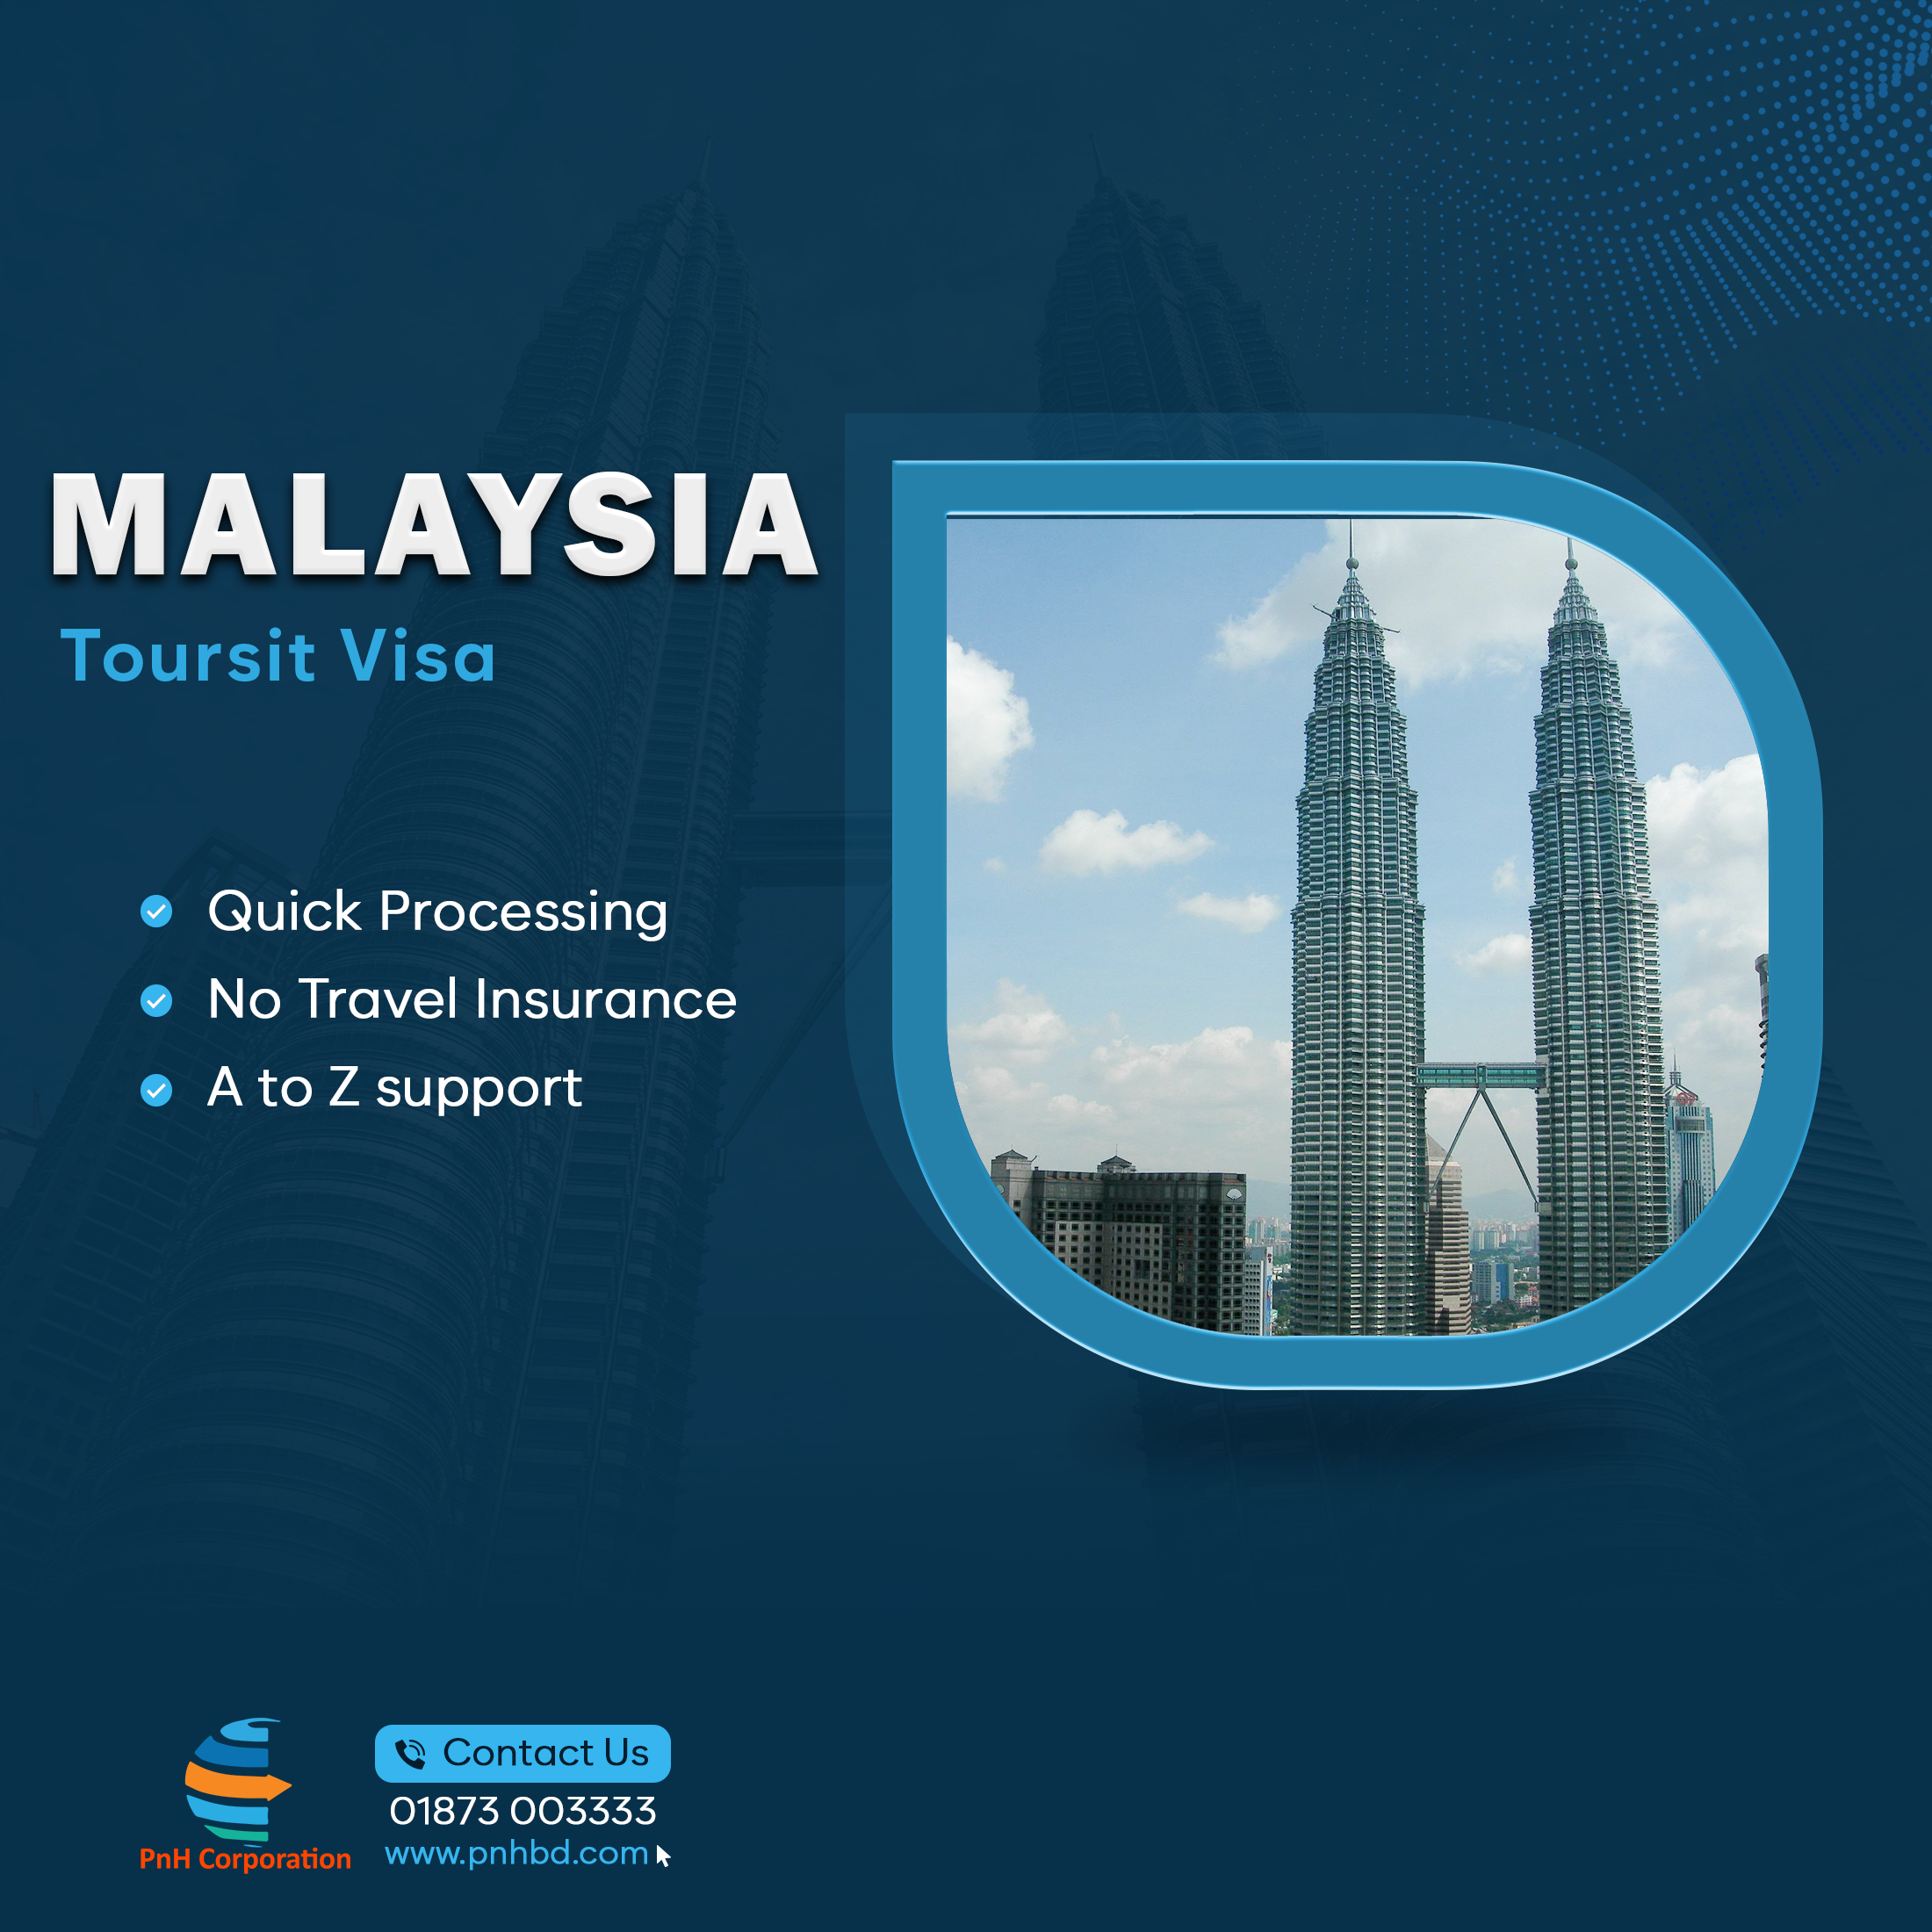 MALAYSIA
Toursit Visa
Quick Processing
No Travel Insurance
A to Z support
PnH Corporation
Contact Us
01873 003333
www.pnhbd.com